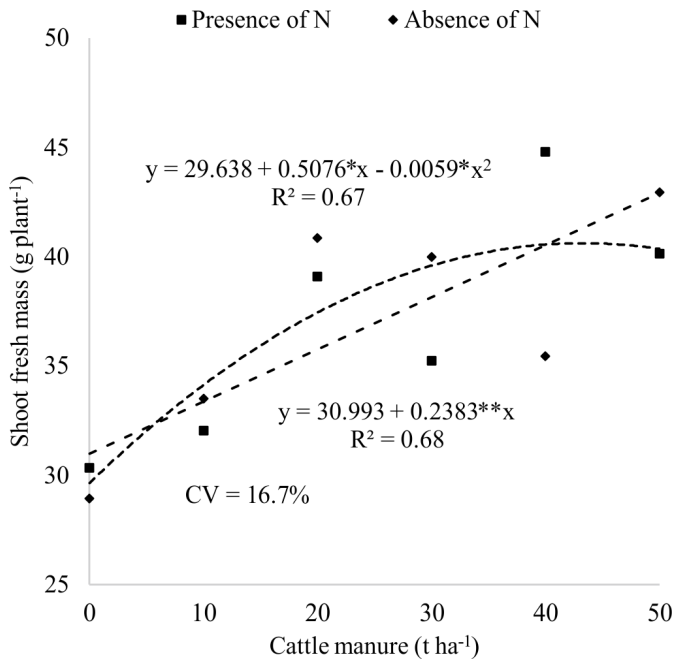 Presence of N Absence of N
50
45
40
35
30
25
Shoot fresh mass (g plant⁻¹)
y = 29.638 + 0.5076*x - 0.0059*x²
R² = 0.67
y = 30.993 + 0.2383**x
R² = 0.68
CV = 16.7%
0 10 20 30 40 50
Cattle manure (t ha⁻¹)